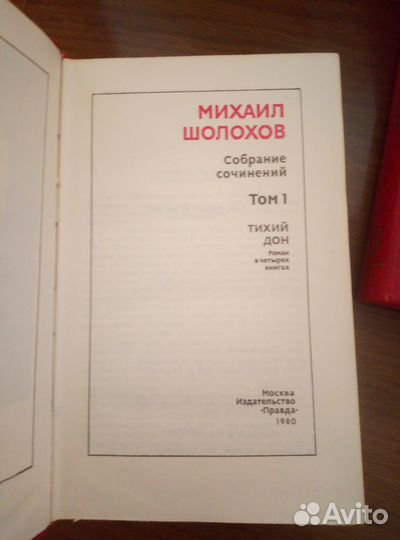 МИХАИЛ
ШОЛОХОВ
Собрание
сочинений
Том 1
ТИХИЙ
ДОН
Роман
в четырех
книгах
Москва
Издательство
«Правда»
1980
Avito